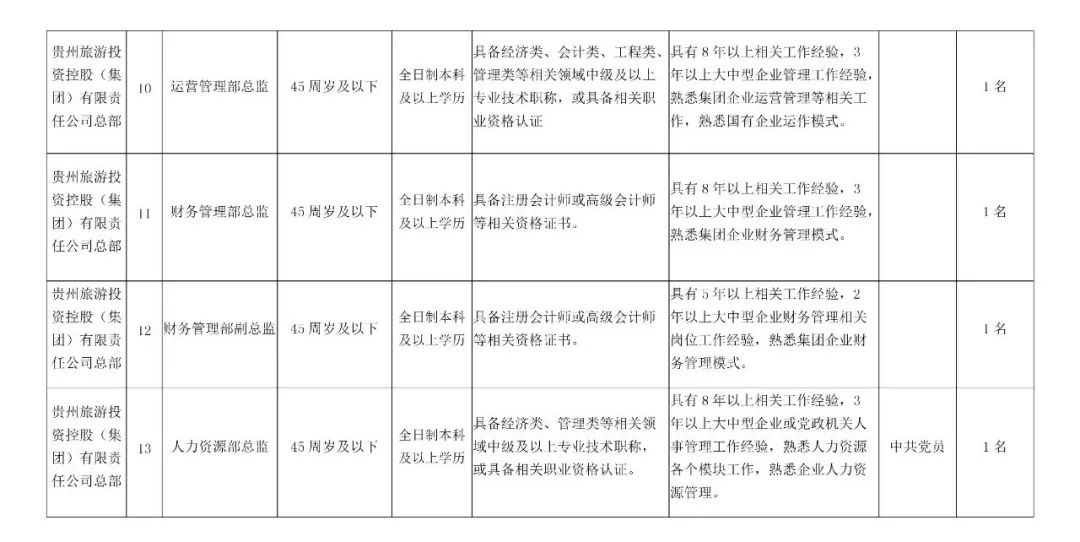 贵州旅游投
资控股（集
团）有限责
任公司总部
10
运营管理部总监
45 周岁及以下
全日制本科
及以上学历
具备经济类、会计类、工程类、
管理类等相关领域中级及以上
专业技术职称，或具备相关职
业资格认证
具有 8 年以上相关工作经验，3
年以上大中型企业管理工作经验，
熟悉集团企业运营管理等相关工
作，熟悉国有企业运作模式。
1 名
贵州旅游投
资控股（集
团）有限责
任公司总部
11
财务管理部总监
45 周岁及以下
全日制本科
及以上学历
具备注册会计师或高级会计师
等相关资格证书。
具有 8 年以上相关工作经验，3
年以上大中型企业管理工作经验，
熟悉集团企业财务管理模式。
1 名
贵州旅游投
资控股（集
团）有限责
任公司总部
12
财务管理部副总监
45 周岁及以下
全日制本科
及以上学历
具备注册会计师或高级会计师
等相关资格证书。
具有 5 年以上相关工作经验，2
年以上大中型企业财务管理相关
岗位工作经验，熟悉集团企业财
务管理模式。
1 名
贵州旅游投
资控股（集
团）有限责
任公司总部
13
人力资源部总监
45 周岁及以下
全日制本科
及以上学历
具备经济类、管理类等相关领
域中级及以上专业技术职称，
或具备相关职业资格认证。
具有 8 年以上相关工作经验，3
年以上大中型企业或党政机关人
事管理工作经验，熟悉人力资源
各个模块工作，熟悉企业人力资
源管理。
中共党员
1 名